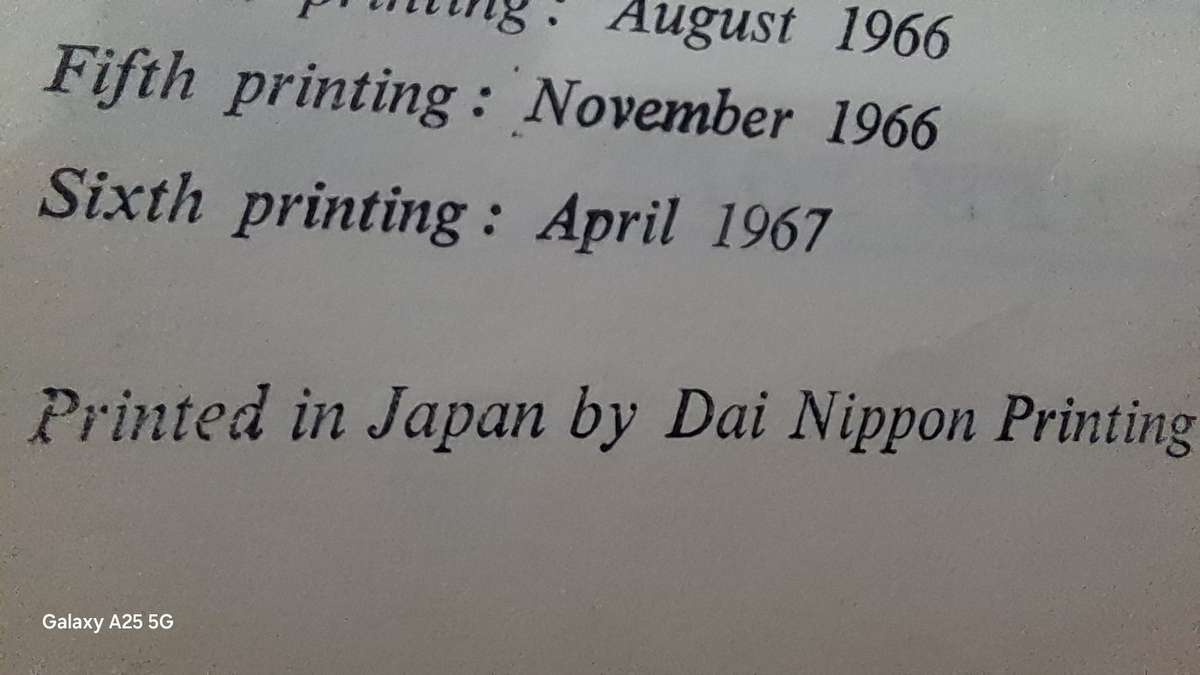 printing : August 1966
Fifth printing : November 1966
Sixth printing : April 1967
Printed in Japan by Dai Nippon Printing
Galaxy A25 5G